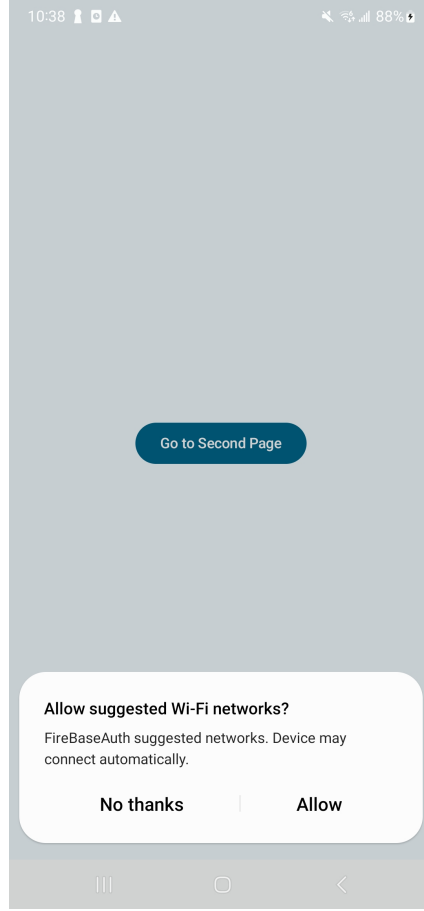 10:38 88%
Go to Second Page
Allow suggested Wi-Fi networks?
FireBaseAuth suggested networks. Device may
connect automatically.
No thanks Allow